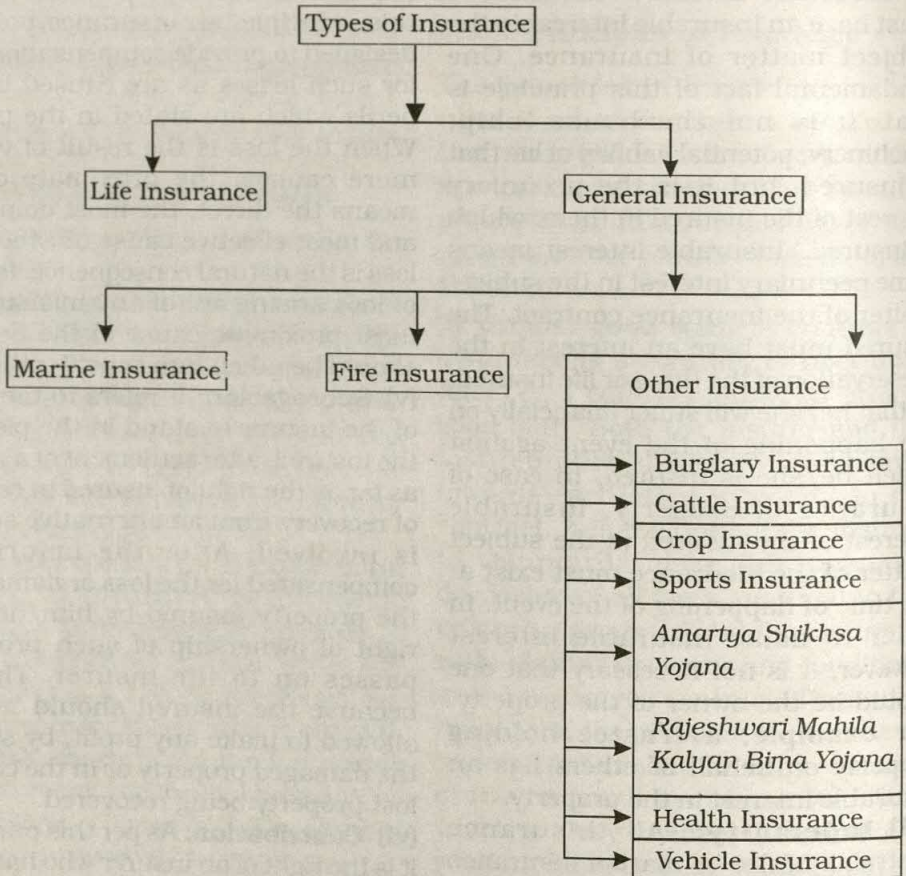 Types of Insurance
Life Insurance
General Insurance
Marine Insurance
Fire Insurance
Other Insurance
Burglary Insurance
Cattle Insurance
Crop Insurance
Sports Insurance
Amartya Shikhsa
Yojana
Rajeshwari Mahila
Kalyan Bima Yojana
Health Insurance
Vehicle Insurance